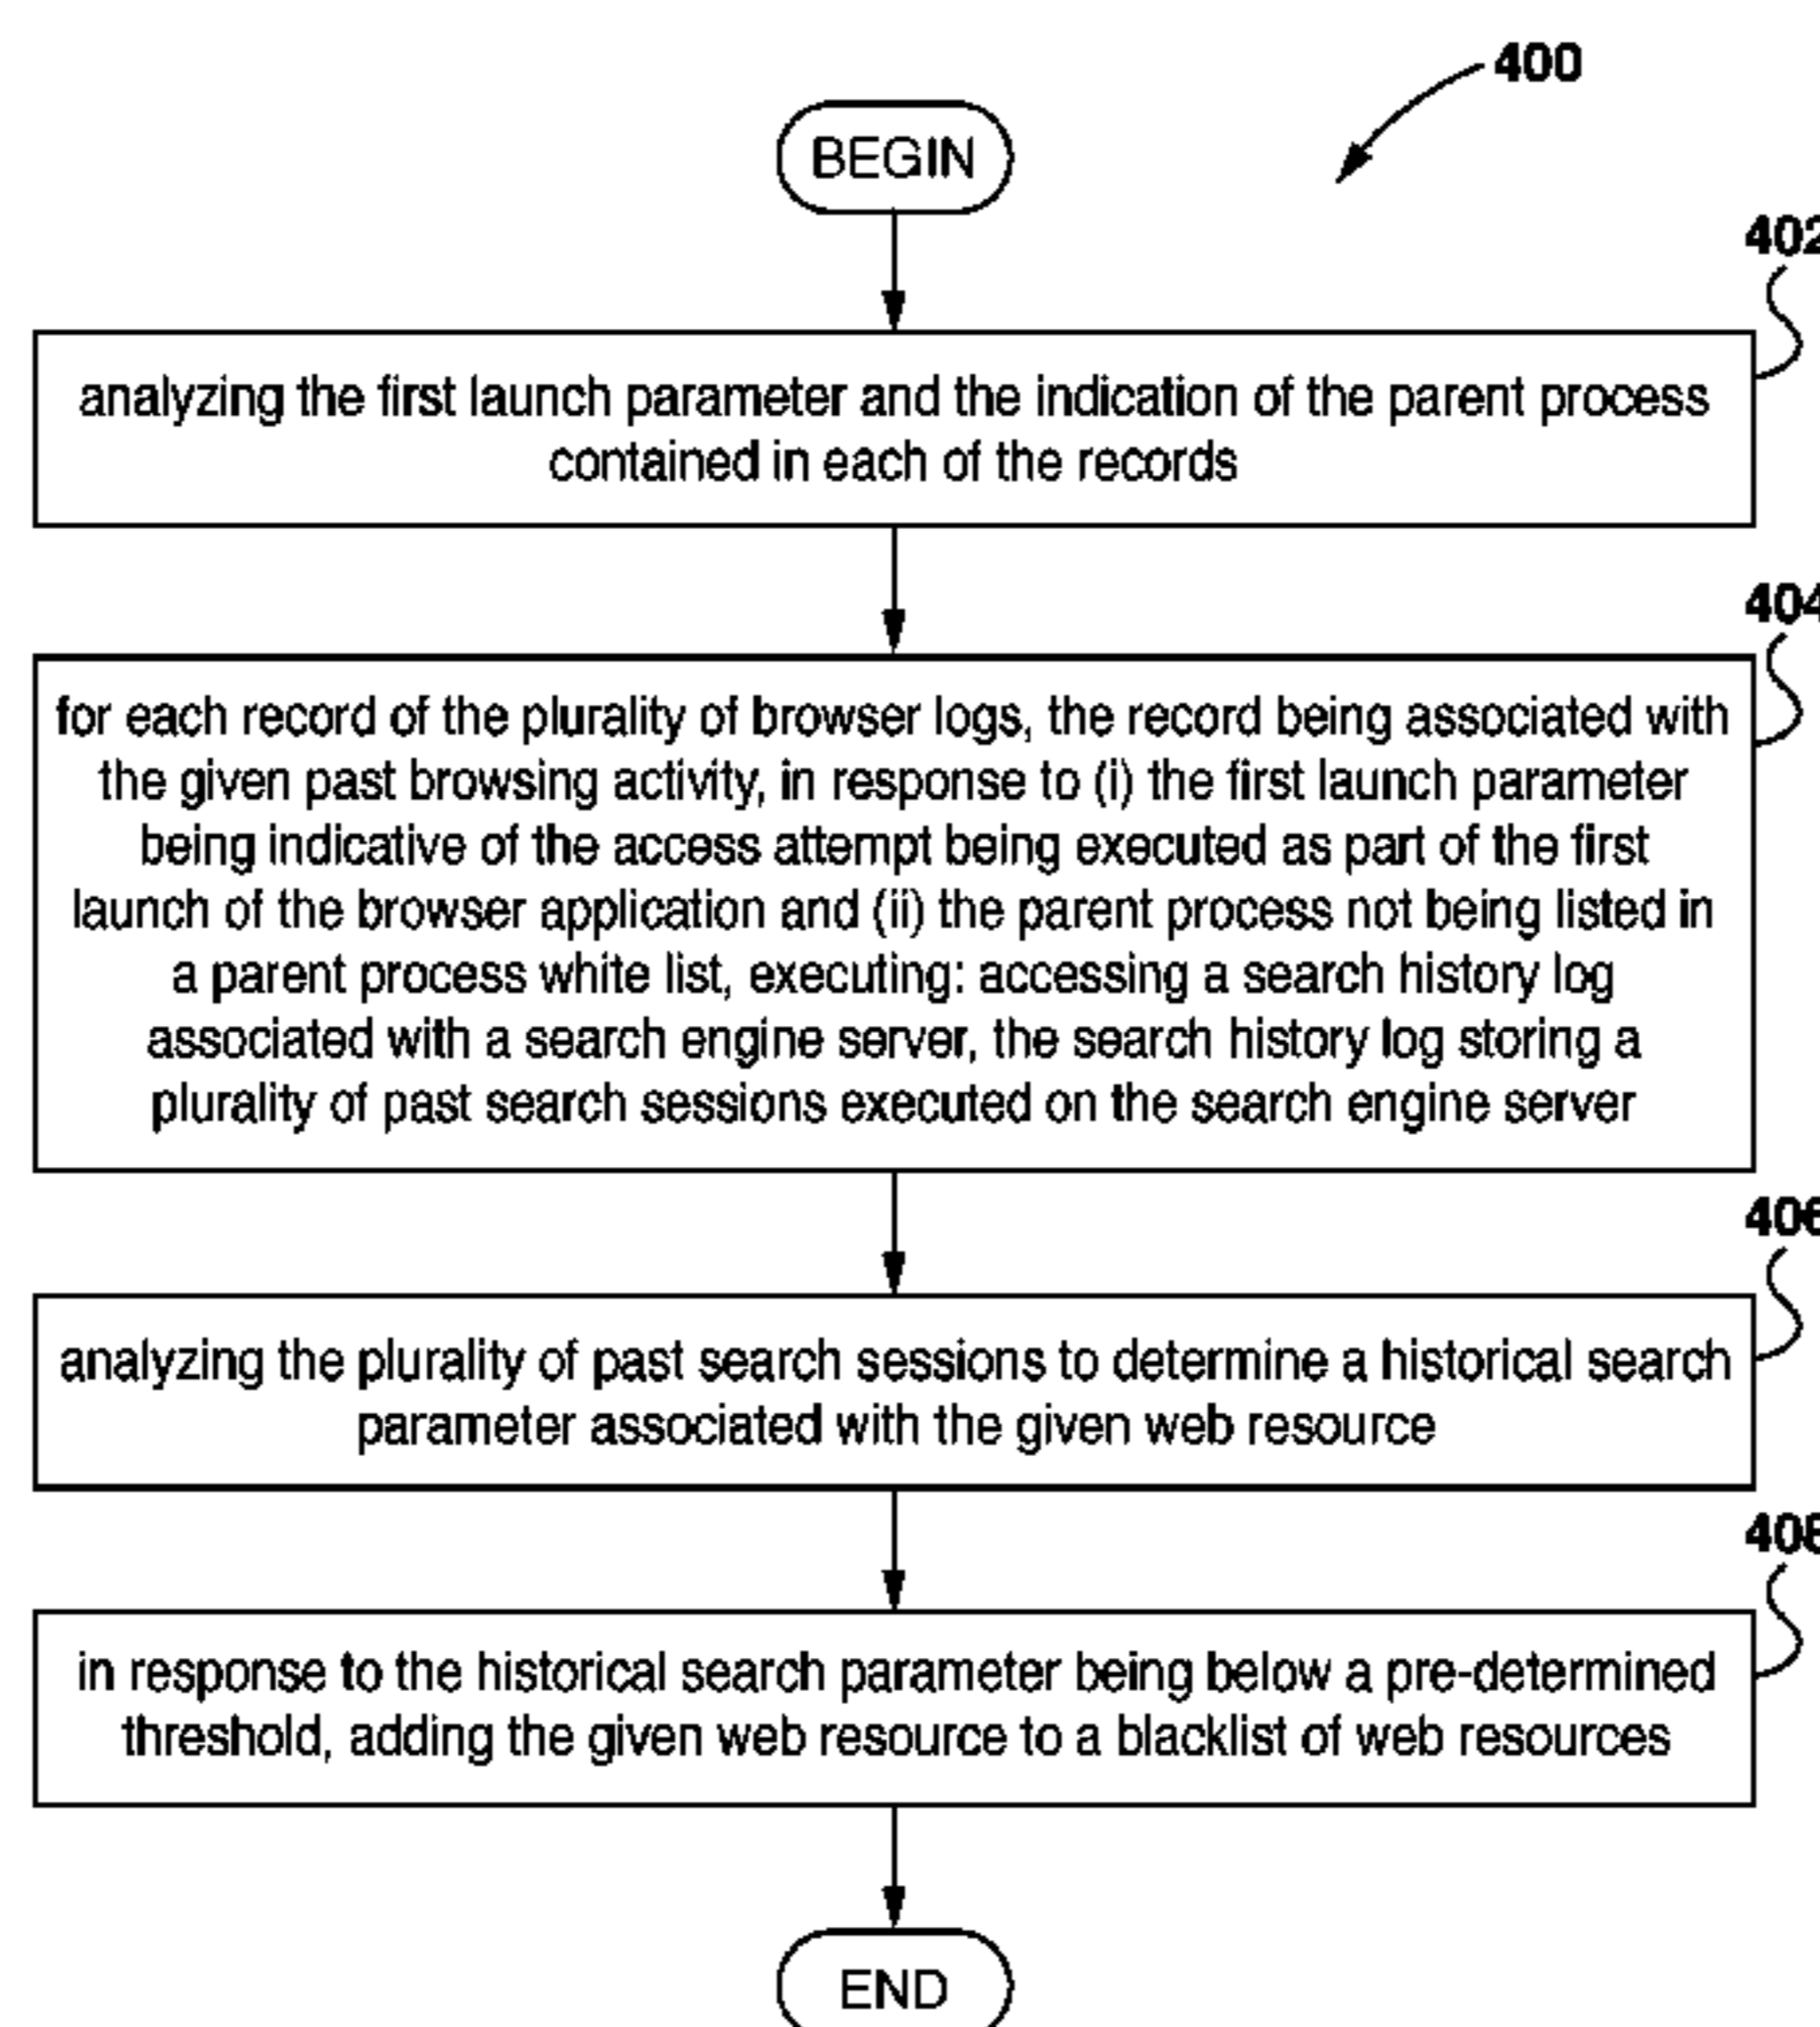 400
BEGIN
402
analyzing the first launch parameter and the indication of the parent process
contained in each of the records
404
for each record of the plurality of browser logs, the record being associated with
the given past browsing activity, in response to (i) the first launch parameter
being indicative of the access attempt being executed as part of the first
launch of the browser application and (ii) the parent process not being listed in
a parent process white list, executing: accessing a search history log
associated with a search engine server, the search history log storing a
plurality of past search sessions executed on the search engine server
406
analyzing the plurality of past search sessions to determine a historical search
parameter associated with the given web resource
408
in response to the historical search parameter being below a pre-determined
threshold, adding the given web resource to a blacklist of web resources
END